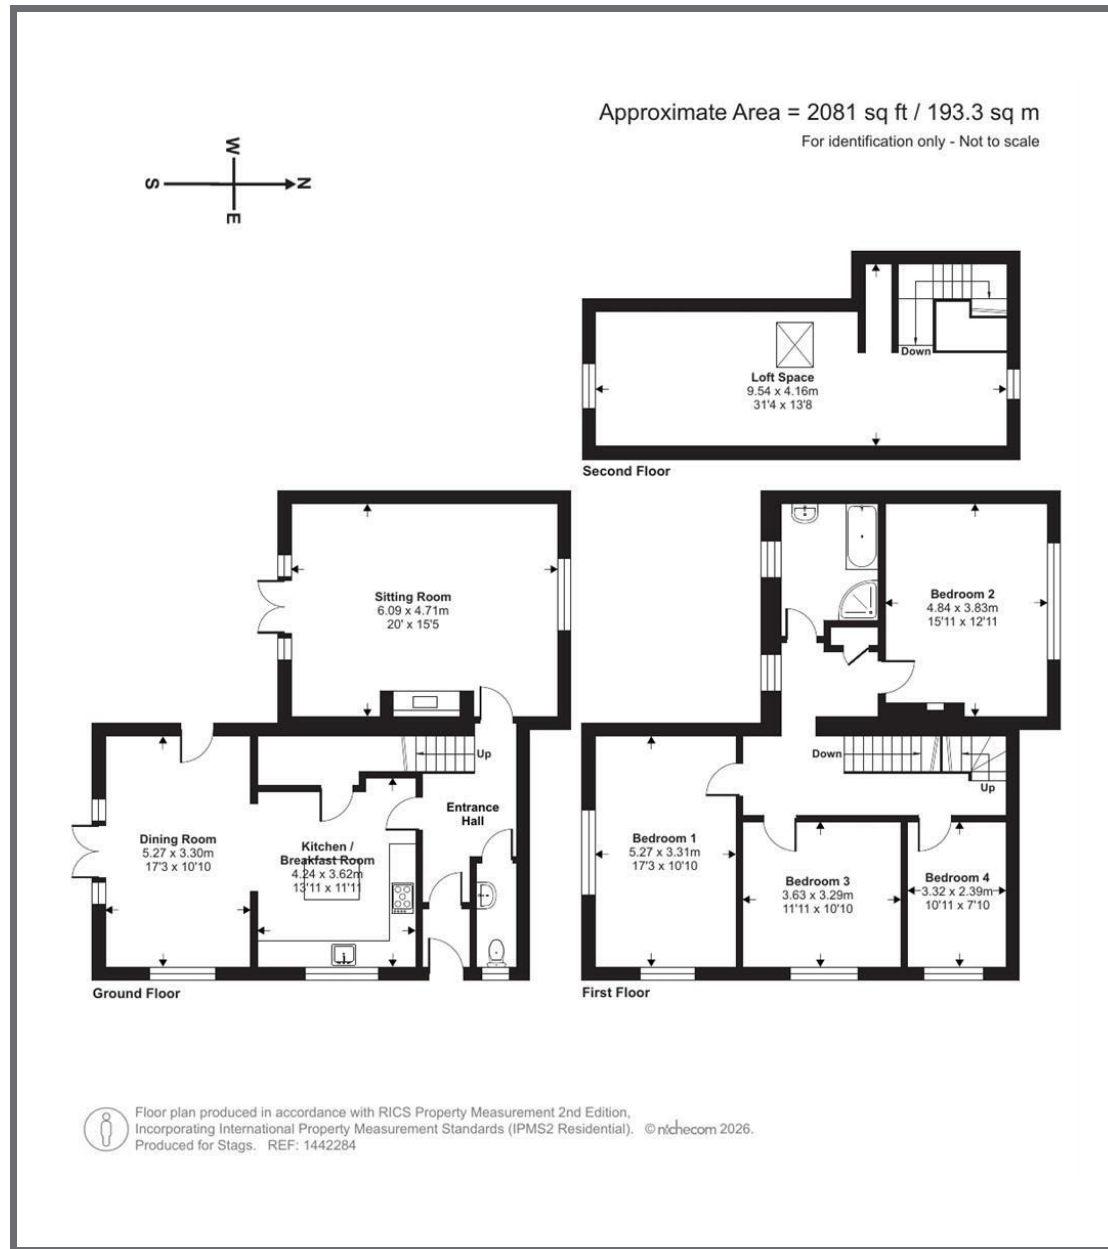 Approximate Area = 2081 sq ft / 193.3 sq m
For identification only - Not to scale
W
S
N
E
Down
Loft Space
9.54 x 4.16m
31'4 x 13'8
Second Floor
Sitting Room
6.09 x 4.71m
20' x 15'5
Up
Entrance
Hall
Dining Room
5.27 x 3.30m
17'3 x 10'10
Kitchen /
Breakfast Room
4.24 x 3.62m
13'11 x 11'11
Ground Floor
Bedroom 2
4.84 x 3.83m
15'11 x 12'11
Down
Up
Bedroom 1
5.27 x 3.31m
17'3 x 10'10
Bedroom 3
3.63 x 3.29m
11'11 x 10'10
Bedroom 4
3.32 x 2.39m
10'11 x 7'10
First Floor
Floor plan produced in accordance with RICS Property Measurement 2nd Edition,
Incorporating International Property Measurement Standards (IPMS2 Residential). © nichecom 2026.
Produced for Stags. REF: 1442284